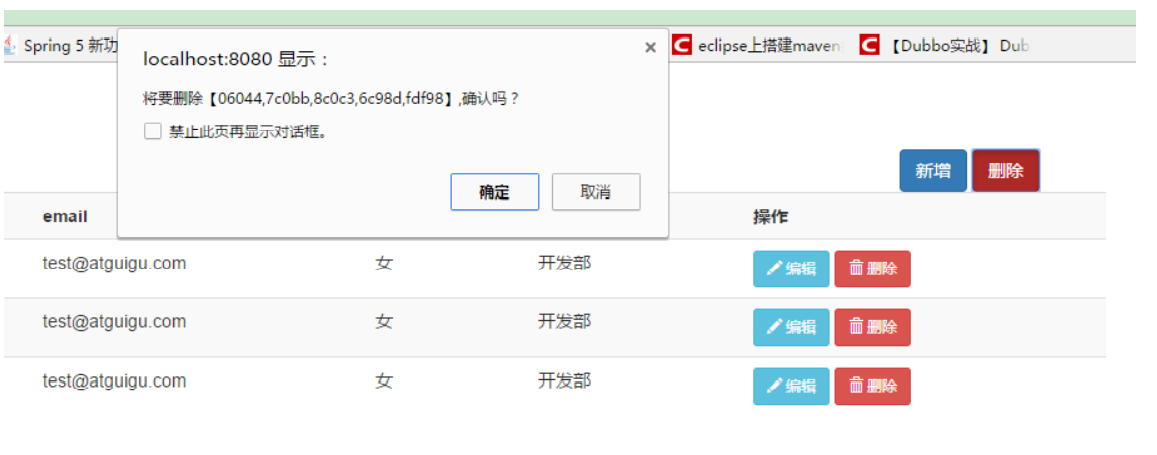 Spring 5 新功
eclipse上搭建maven
【Dubbo实战】 Dub
localhost:8080 显示：
将要删除【06044,7c0bb,8c0c3,6c98d,fdf98】,确认吗？
禁止此页再显示对话框。
确定 取消
新增 删除
email 操作
test@atguigu.com 女 开发部 编辑 删除
test@atguigu.com 女 开发部 编辑 删除
test@atguigu.com 女 开发部 编辑 删除